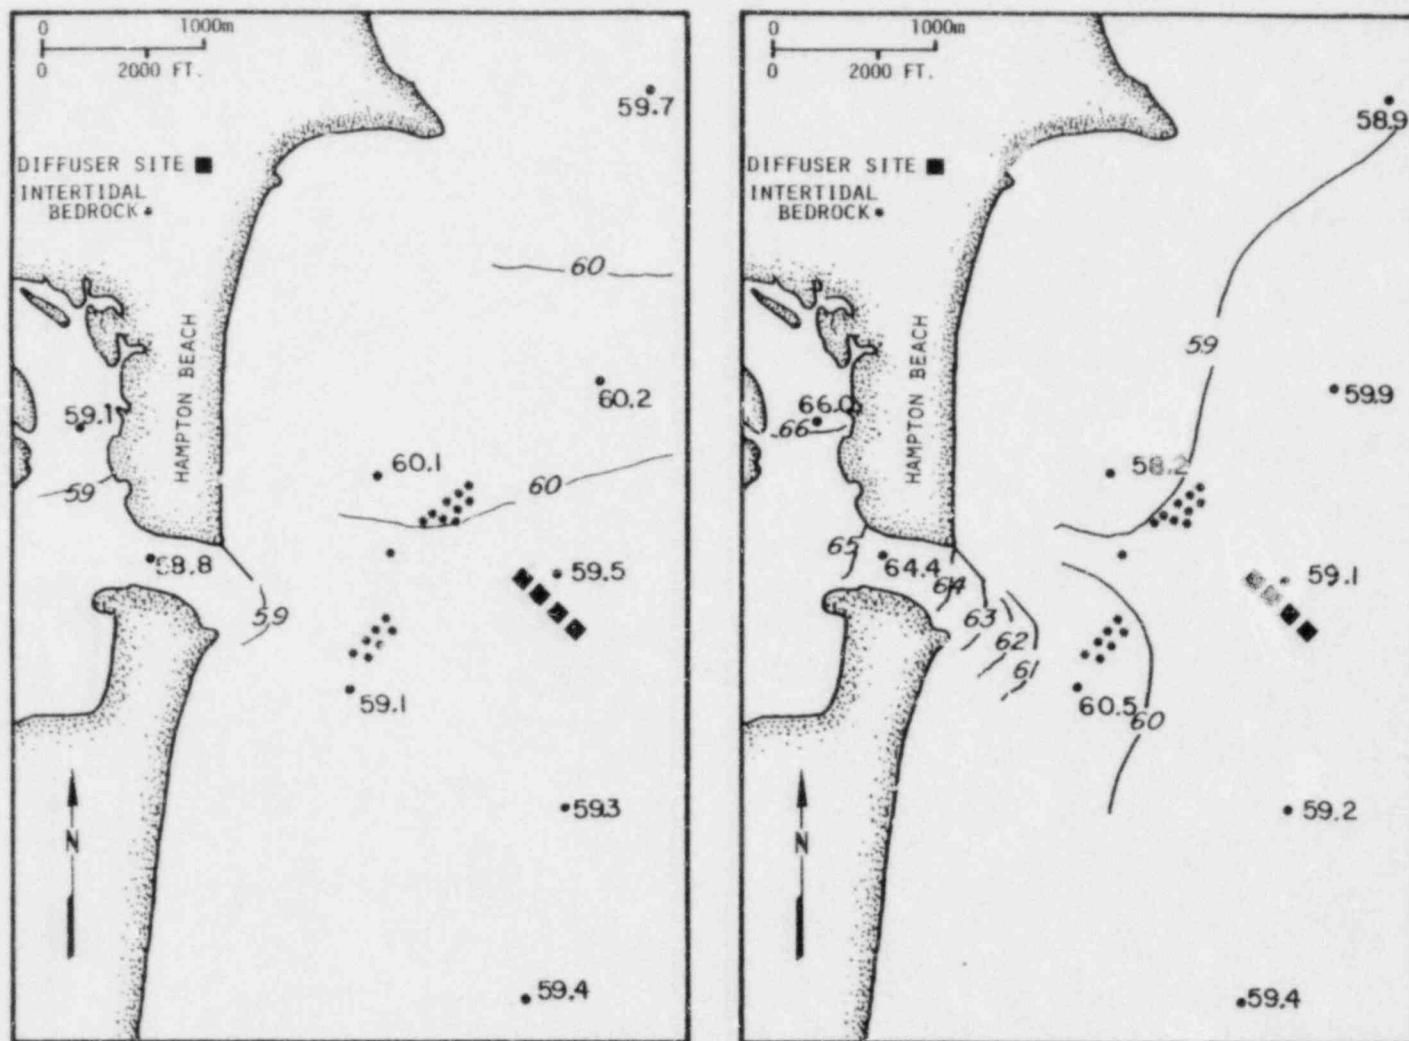 0 1000m
0 2000 FT.
59.7
DIFFUSER SITE
INTERTIDAL
BEDROCK
60
HAMPTON BEACH
60.2
59.1
60.1
59
60
58.8
59.5
59
59.1
59.3
N
59.4
0 1000m
0 2000 FT.
58.9
DIFFUSER SITE
INTERTIDAL
BEDROCK
59
HAMPTON BEACH
59.9
66.0
66
58.2
65
64.4
64
59.1
63
62
61
60.5
60
59.2
N
59.4